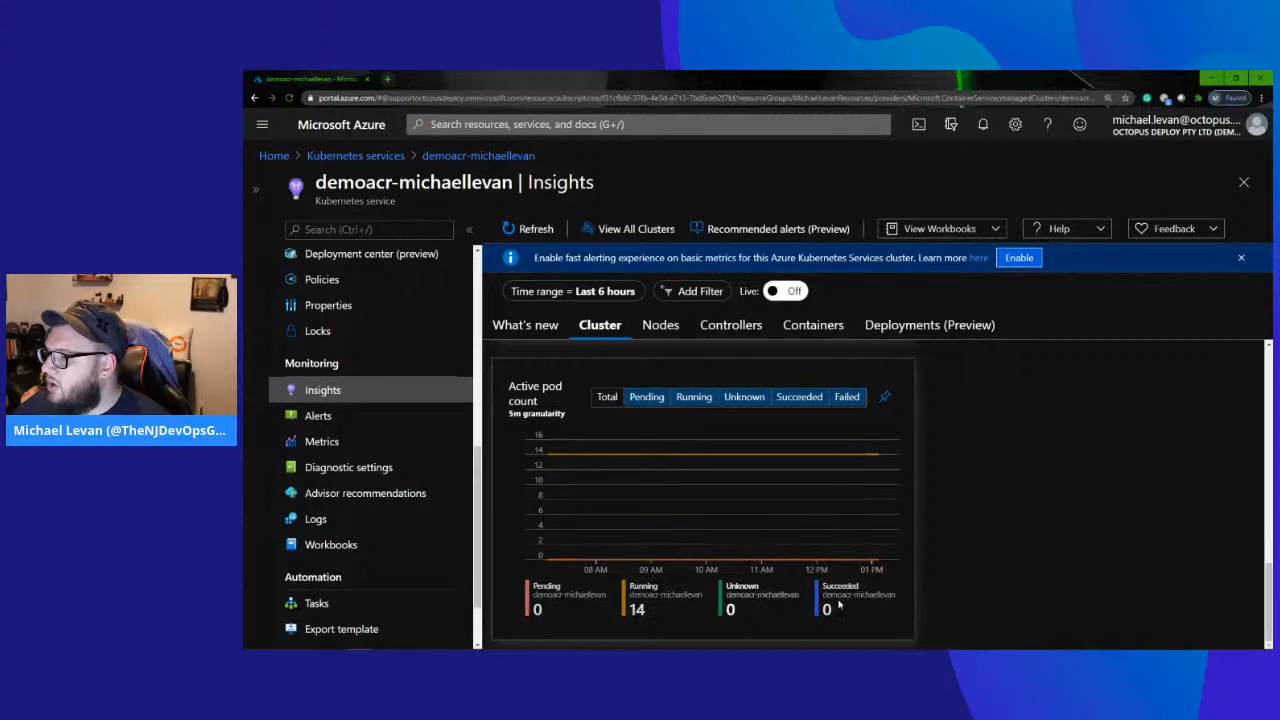 demoacr-michaellevan - Micros
Paused
Microsoft Azure
Search resources, services, and docs (G+/)
michael.levan@octopus....
OCTOPUS DEPLOY PTY LTD (DEM...
Home > Kubernetes services > demoacr-michaellevan
demoacr-michaellevan | Insights
Kubernetes service
Search (Ctrl+/)
Deployment center (preview)
Policies
Properties
Locks
Monitoring
Insights
Alerts
Metrics
Diagnostic settings
Advisor recommendations
Logs
Workbooks
Automation
Tasks
Export template
Refresh
View All Clusters
Recommended alerts (Preview)
View Workbooks
Help
Feedback
Enable fast alerting experience on basic metrics for this Azure Kubernetes Services cluster. Learn more here
Enable
Time range = Last 6 hours
Add Filter
Live: Off
What's new
Cluster
Nodes
Controllers
Containers
Deployments (Preview)
Active pod
count
5m granularity
Total Pending Running Unknown Succeeded Failed
16
14
12
10
8
6
4
2
0
08 AM 09 AM 10 AM 11 AM 12 PM 01 PM
Pending
demoacr-michaellevan
0
Running
demoacr-michaellevan
14
Unknown
demoacr-michaellevan
0
Succeeded
demoacr-michaellevan
0
Michael Levan (@TheNJDevOpsG...